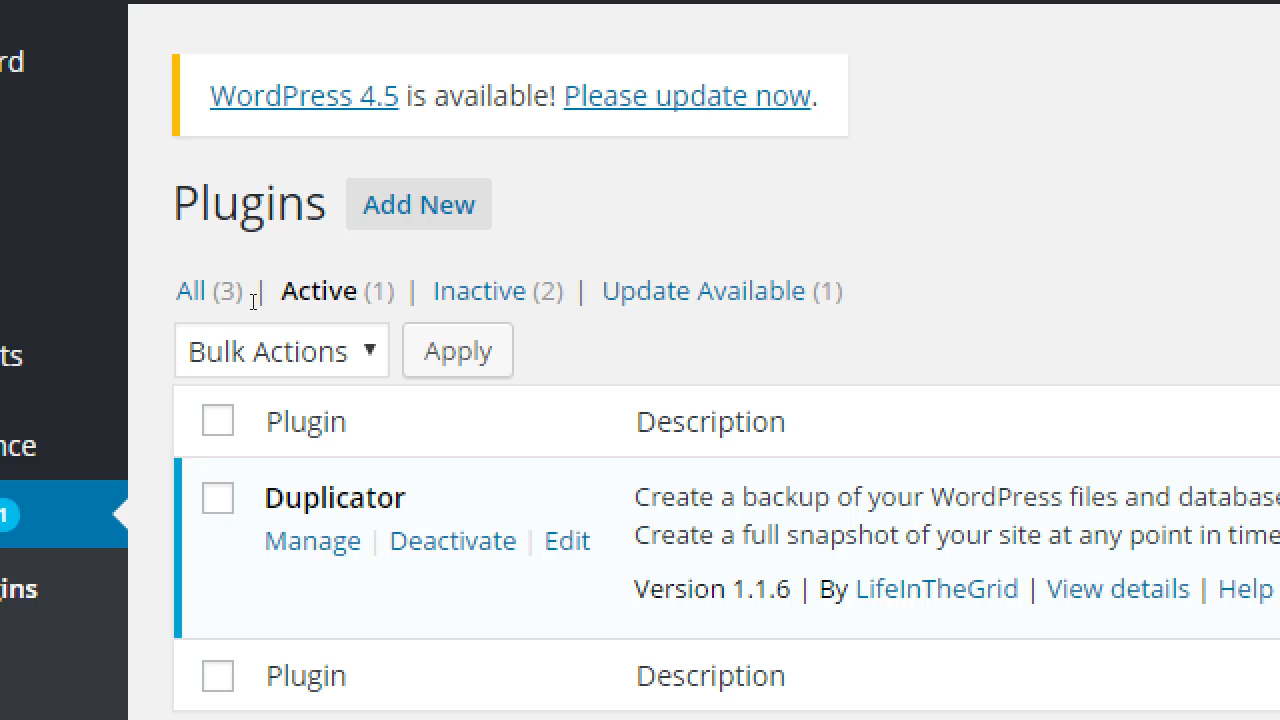 rd
WordPress 4.5 is available! Please update now.
Plugins Add New
All (3) | Active (1) | Inactive (2) | Update Available (1)
Bulk Actions Apply
ts
Plugin Description
nce
Duplicator Create a backup of your WordPress files and database
Manage | Deactivate | Edit Create a full snapshot of your site at any point in time
1
Version 1.1.6 | By LifeInTheGrid | View details | Help
gins
Plugin Description